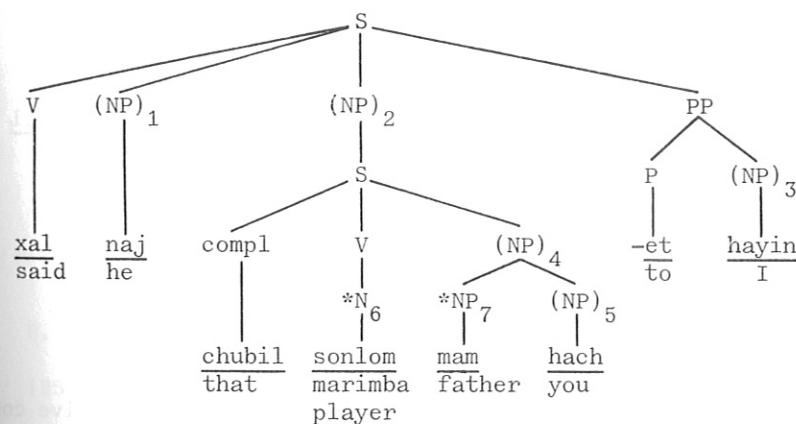 S
V (NP)1 (NP)2 PP
S P (NP)3
xal naj compl V (NP)4 -et hayin
said he to I
*N6 *NP7 (NP)5
chubil sonlom mam hach
that marimba father you
player